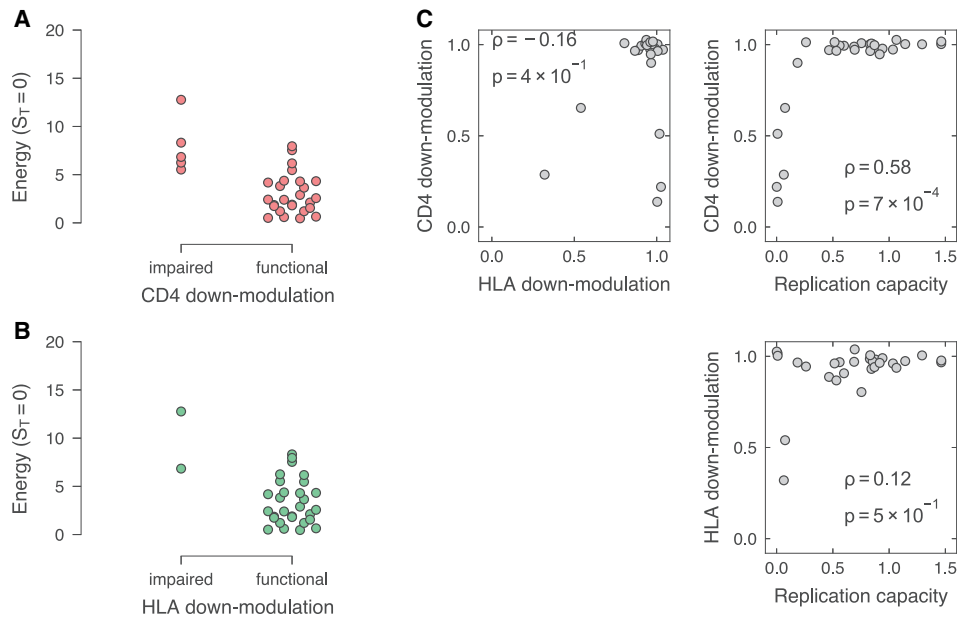 A
Energy (S_T = 0)
20
15
10
5
0
impaired functional
CD4 down-modulation
B
Energy (S_T = 0)
20
15
10
5
0
impaired functional
HLA down-modulation
C
CD4 down-modulation
1.0
0.5
0.0
ρ = −0.16
p = 4 × 10⁻¹
0.0 0.5 1.0
HLA down-modulation
CD4 down-modulation
1.0
0.5
0.0
ρ = 0.58
p = 7 × 10⁻⁴
0.0 0.5 1.0 1.5
Replication capacity
HLA down-modulation
1.0
0.5
0.0
ρ = 0.12
p = 5 × 10⁻¹
0.0 0.5 1.0 1.5
Replication capacity